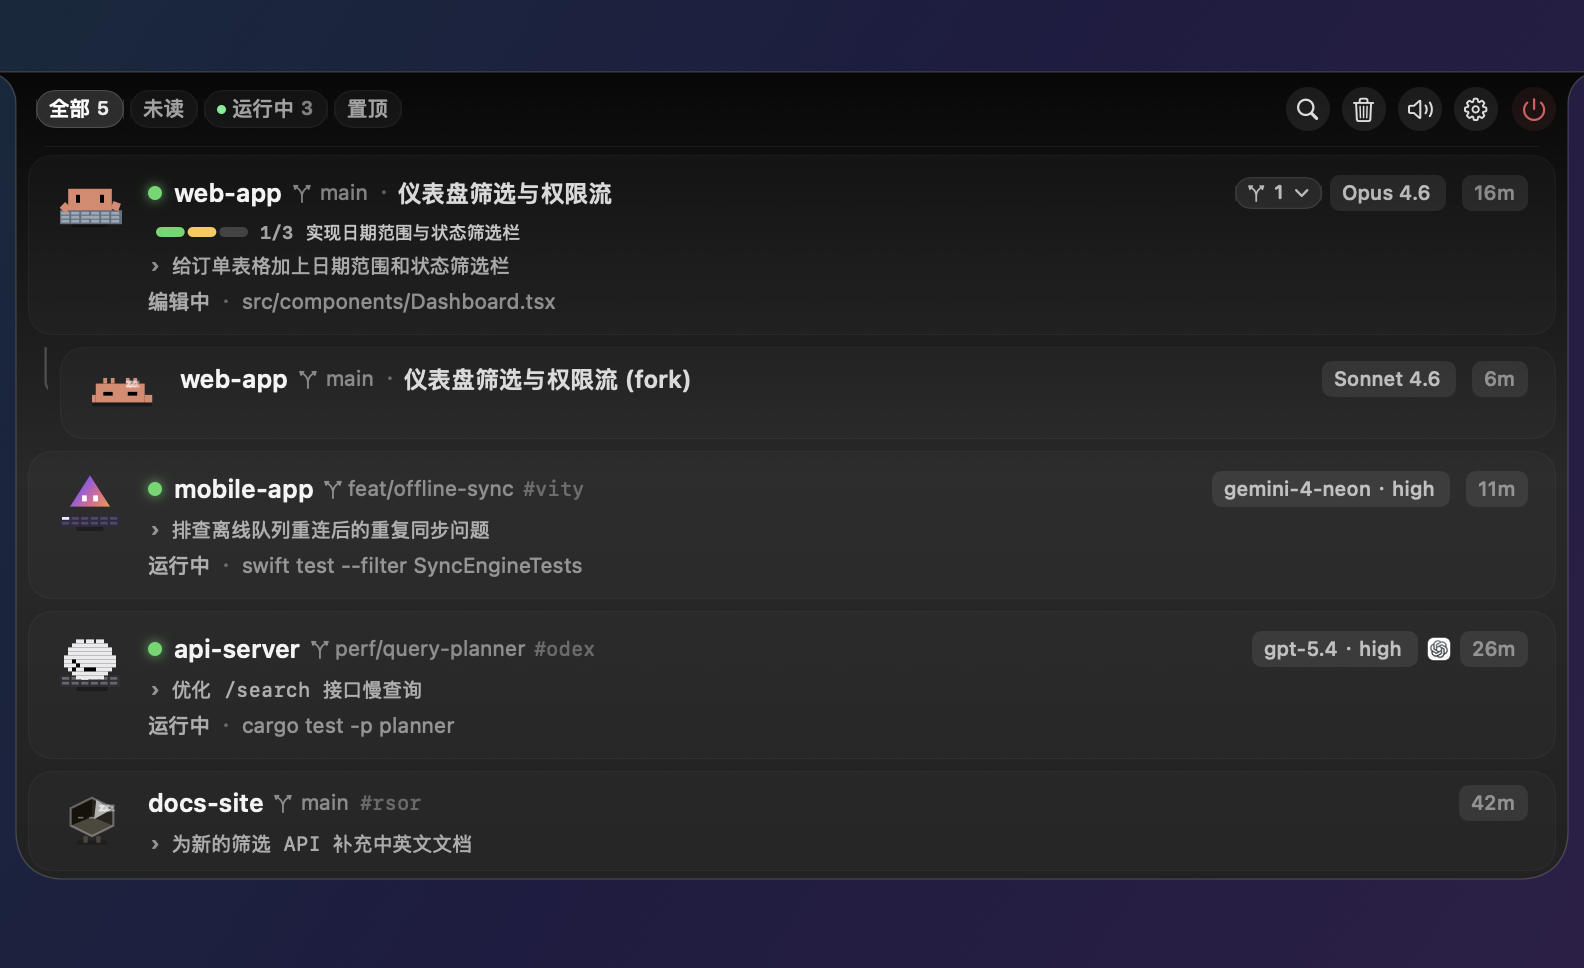 全部 5 未读 运行中 3 置顶
web-app main · 仪表盘筛选与权限流 1 Opus 4.6 16m
1/3 实现日期范围与状态筛选栏
› 给订单表格加上日期范围和状态筛选栏
编辑中 · src/components/Dashboard.tsx
web-app main · 仪表盘筛选与权限流 (fork) Sonnet 4.6 6m
mobile-app feat/offline-sync #vity gemini-4-neon · high 11m
› 排查离线队列重连后的重复同步问题
运行中 · swift test --filter SyncEngineTests
api-server perf/query-planner #odex gpt-5.4 · high 26m
› 优化 /search 接口慢查询
运行中 · cargo test -p planner
docs-site main #rsor 42m
› 为新的筛选 API 补充中英文文档